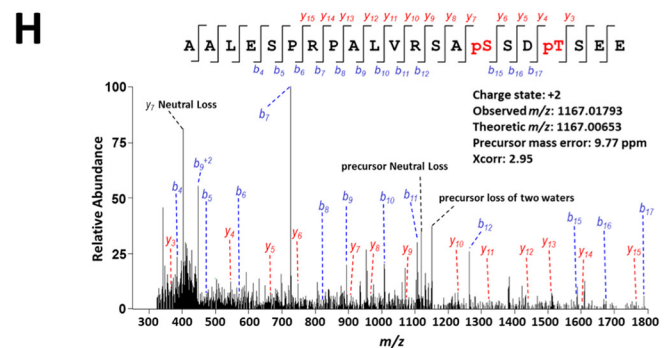 H
y15 y14 y13 y12 y11 y10 y9 y8 y7 y6 y5 y4 y3
A A L E S P R P A L V R S A pS S D pT S E E
b4 b5 b6 b7 b8 b9 b10 b11 b12 b15 b16 b17
Relative Abundance
100
75
50
25
0
y7 Neutral Loss
b7
Charge state: +2
Observed m/z: 1167.01793
Theoretic m/z: 1167.00653
Precursor mass error: 9.77 ppm
Xcorr: 2.95
precursor Neutral Loss
precursor loss of two waters
b4 b9+2 b5 b6 b8 b9 b10 b11 b12 b15 b16 b17
y3 y4 y5 y6 y7 y8 y9 y10 y11 y12 y13 y14 y15
300 400 500 600 700 800 900 1000 1100 1200 1300 1400 1500 1600 1700 1800
m/z